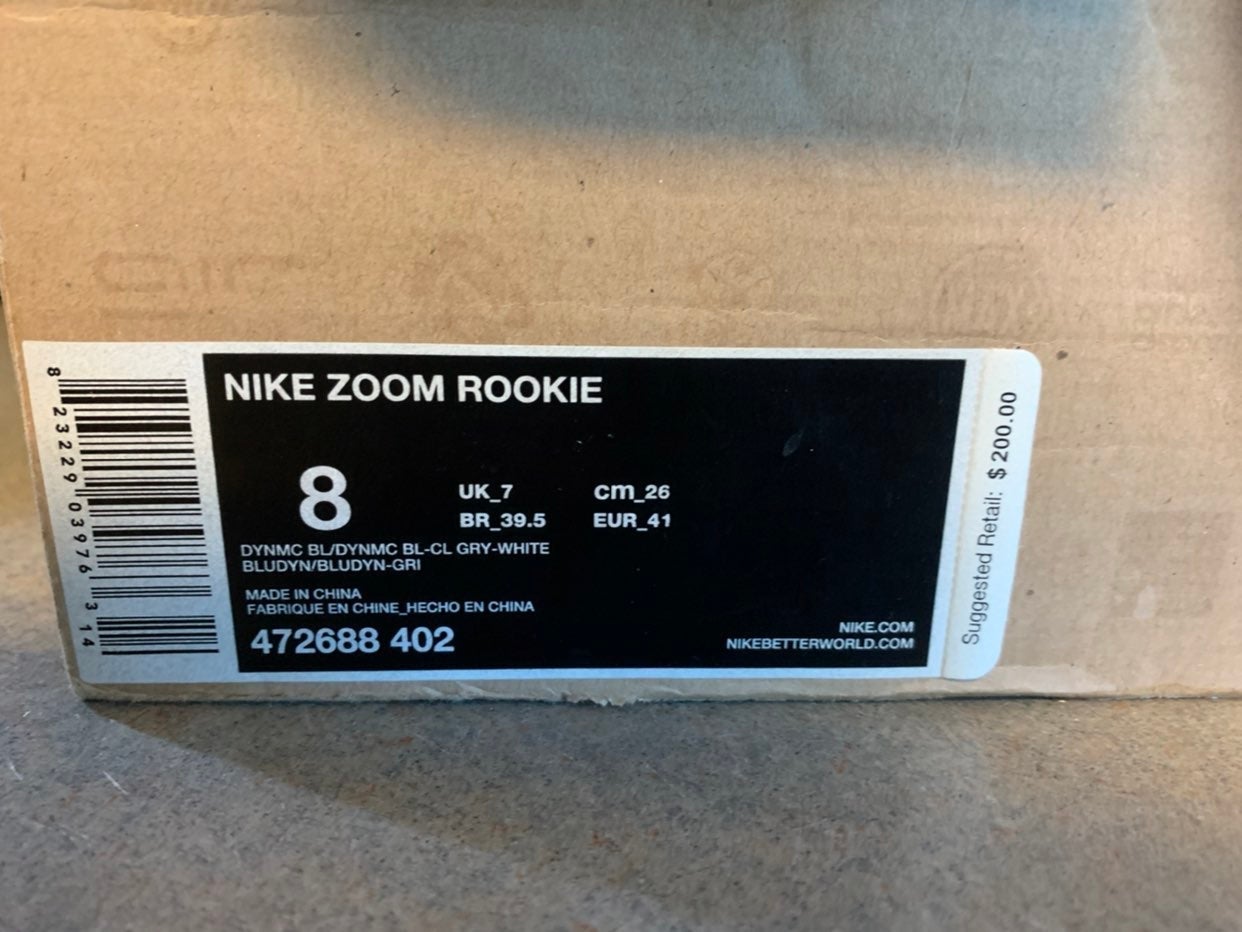 NIKE ZOOM ROOKIE
8
UK_7 cm_26
BR_39.5 EUR_41
DYNMC BL/DYNMC BL-CL GRY-WHITE
BLUDYN/BLUDYN-GRI
MADE IN CHINA
FABRIQUE EN CHINE_HECHO EN CHINA
472688 402
NIKE.COM
NIKEBETTERWORLD.COM
8 23229 03976 3 14
Suggested Retail: $ 200.00